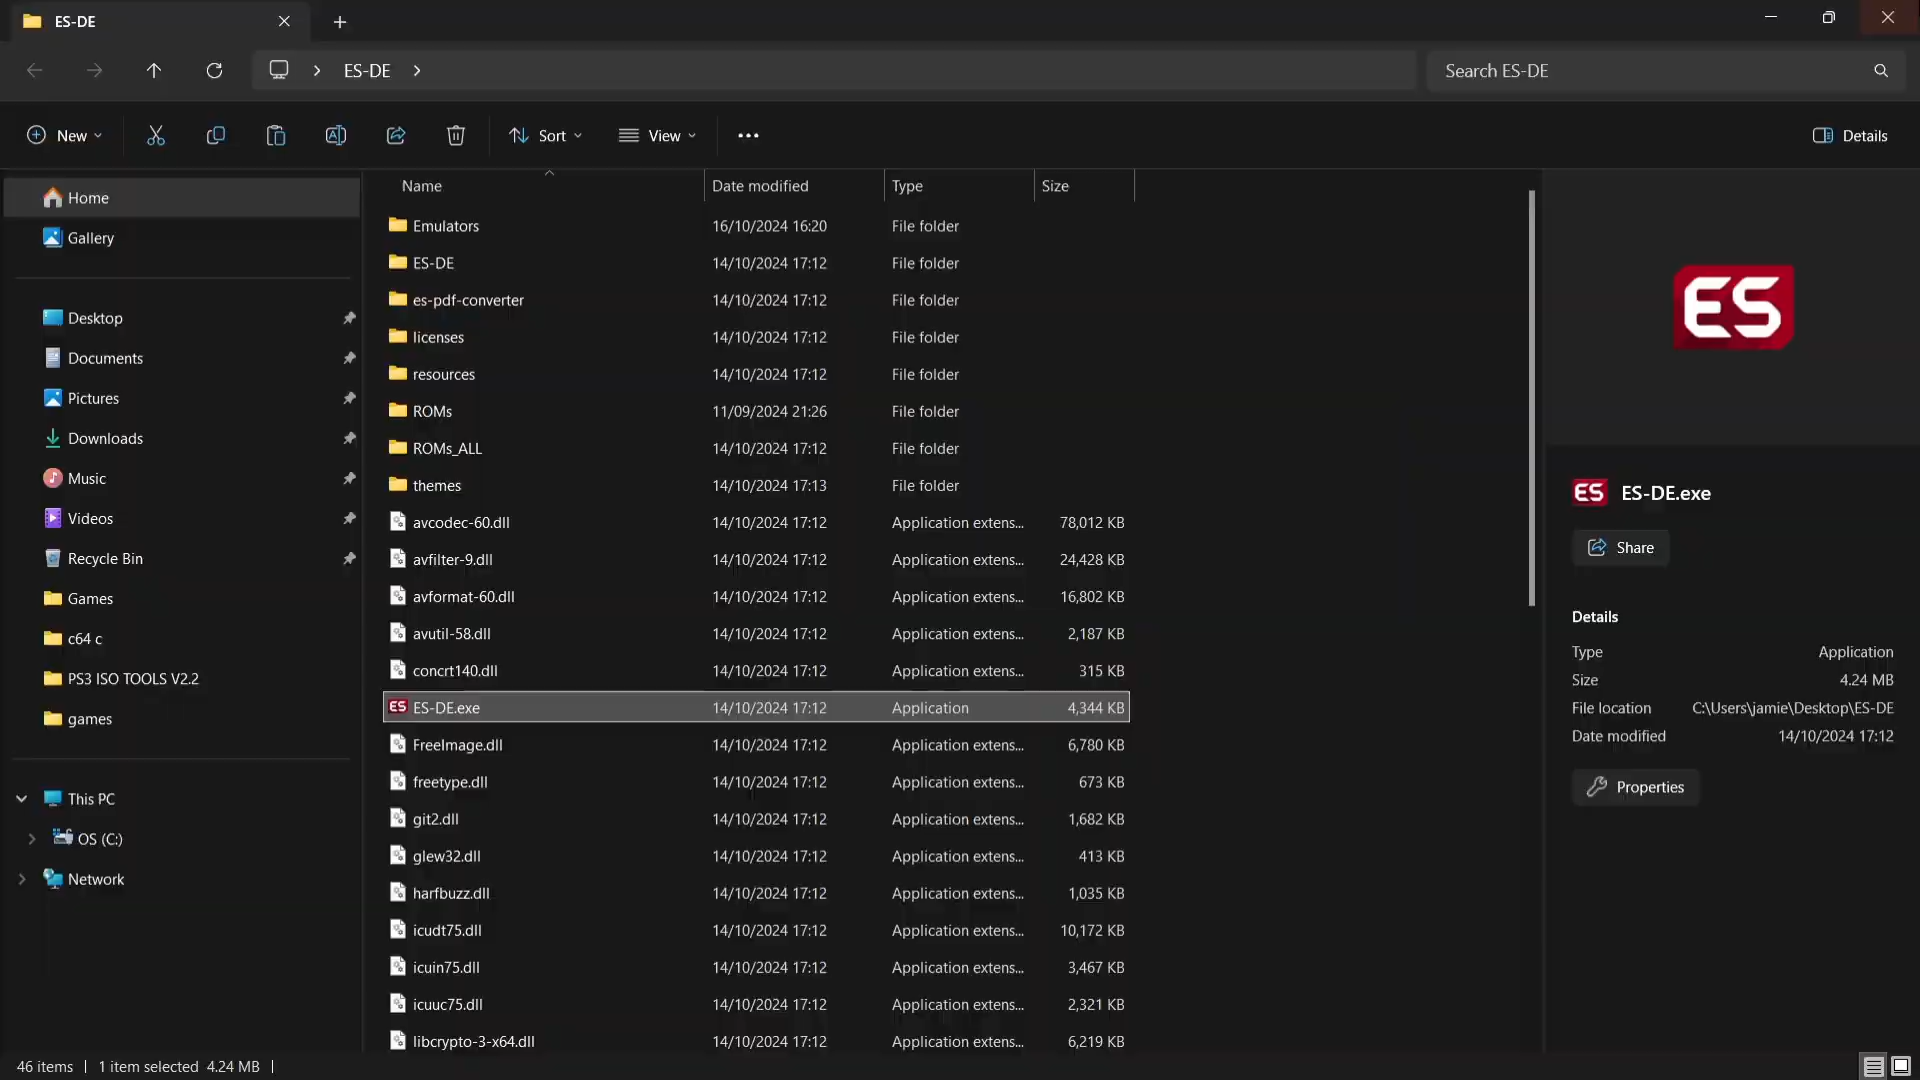 ES-DE
ES-DE
Search ES-DE
New
Sort
View
Details
Home
Gallery
Desktop
Documents
Pictures
Downloads
Music
Videos
Recycle Bin
Games
c64 c
PS3 ISO TOOLS V2.2
games
This PC
OS (C:)
Network
Name Date modified Type Size
Emulators 16/10/2024 16:20 File folder
ES-DE 14/10/2024 17:12 File folder
es-pdf-converter 14/10/2024 17:12 File folder
licenses 14/10/2024 17:12 File folder
resources 14/10/2024 17:12 File folder
ROMs 11/09/2024 21:26 File folder
ROMs_ALL 14/10/2024 17:12 File folder
themes 14/10/2024 17:13 File folder
avcodec-60.dll 14/10/2024 17:12 Application extens... 78,012 KB
avfilter-9.dll 14/10/2024 17:12 Application extens... 24,428 KB
avformat-60.dll 14/10/2024 17:12 Application extens... 16,802 KB
avutil-58.dll 14/10/2024 17:12 Application extens... 2,187 KB
concrt140.dll 14/10/2024 17:12 Application extens... 315 KB
ES ES-DE.exe 14/10/2024 17:12 Application 4,344 KB
FreeImage.dll 14/10/2024 17:12 Application extens... 6,780 KB
freetype.dll 14/10/2024 17:12 Application extens... 673 KB
git2.dll 14/10/2024 17:12 Application extens... 1,682 KB
glew32.dll 14/10/2024 17:12 Application extens... 413 KB
harfbuzz.dll 14/10/2024 17:12 Application extens... 1,035 KB
icudt75.dll 14/10/2024 17:12 Application extens... 10,172 KB
icuin75.dll 14/10/2024 17:12 Application extens... 3,467 KB
icuuc75.dll 14/10/2024 17:12 Application extens... 2,321 KB
libcrypto-3-x64.dll 14/10/2024 17:12 Application extens... 6,219 KB
ES
ES ES-DE.exe
Share
Details
Type Application
Size 4.24 MB
File location C:\Users\jamie\Desktop\ES-DE
Date modified 14/10/2024 17:12
Properties
46 items 1 item selected 4.24 MB